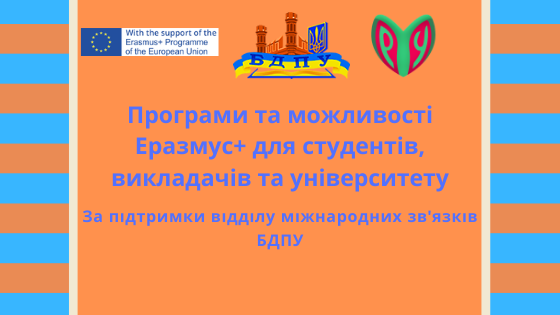 With the support of the
Erasmus+ Programme
of the European Union
БДПУ
Програми та можливості
Еразмус+ для студентів,
викладачів та університету
За підтримки відділу міжнародних зв'язків
БДПУ